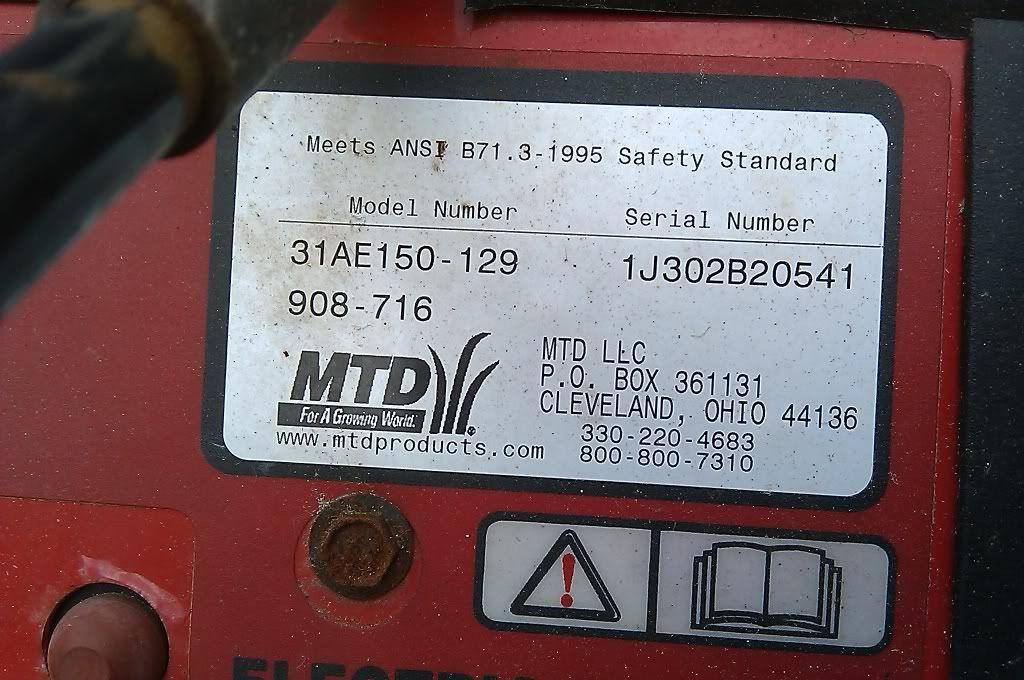 Meets ANSI B71.3-1995 Safety Standard
Model Number Serial Number
31AE150-129 1J302B20541
908-716
MTD
For A Growing World.
www.mtdproducts.com
MTD LLC
P.O. BOX 361131
CLEVELAND, OHIO 44136
330-220-4683
800-800-7310